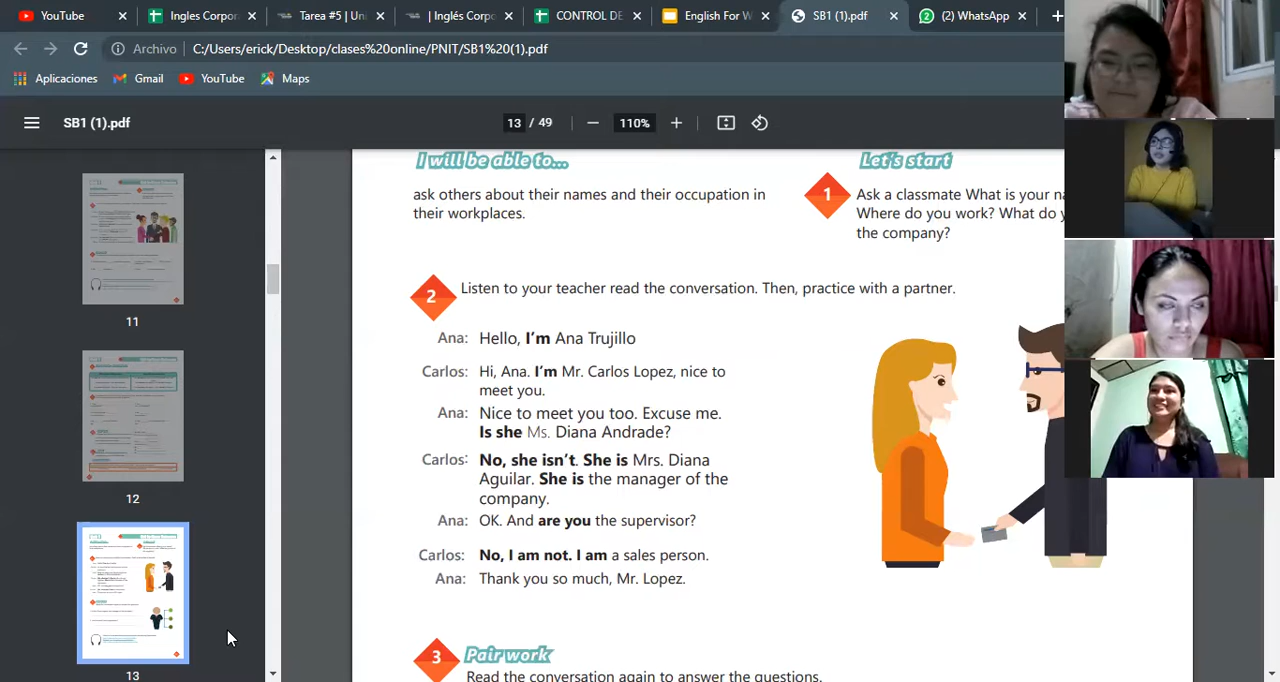 YouTube
Ingles Corpor
Tarea #5 | Un
| Inglés Corpo
CONTROL DE
English For W
SB1 (1).pdf
(2) WhatsApp
Archivo
C:/Users/erick/Desktop/clases%20online/PNIT/SB1%20(1).pdf
Aplicaciones
Gmail
YouTube
Maps
SB1 (1).pdf
13 / 49
110%
11
12
13
I will be able to...
ask others about their names and their occupation in
their workplaces.
Let's start
1
Ask a classmate What is your na
Where do you work? What do y
the company?
2
Listen to your teacher read the conversation. Then, practice with a partner.
Ana: Hello, I'm Ana Trujillo
Carlos: Hi, Ana. I'm Mr. Carlos Lopez, nice to
meet you.
Ana: Nice to meet you too. Excuse me.
Is she Ms. Diana Andrade?
Carlos: No, she isn't. She is Mrs. Diana
Aguilar. She is the manager of the
company.
Ana: OK. And are you the supervisor?
Carlos: No, I am not. I am a sales person.
Ana: Thank you so much, Mr. Lopez.
3
Pair work
Read the conversation again to answer the questions.